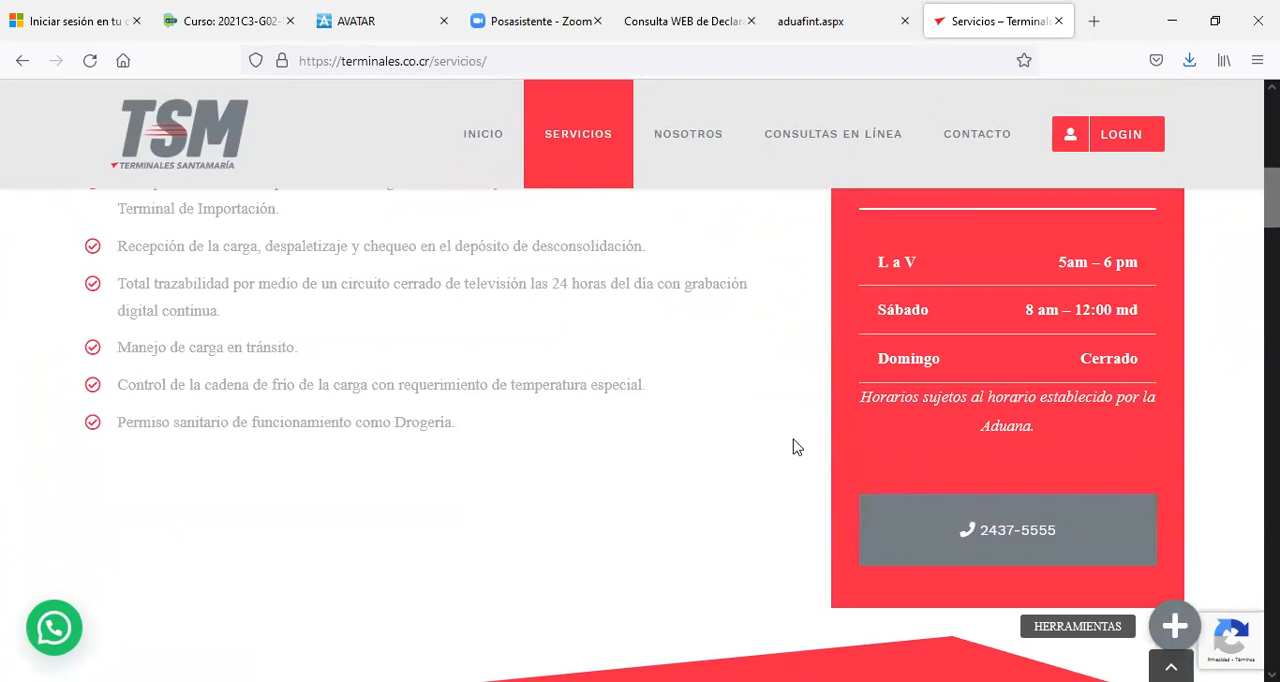 Iniciar sesión en tu c
Curso: 2021C3-G02-
AVATAR
Posasistente - Zoom
Consulta WEB de Declar
aduafint.aspx
Servicios – Terminale
https://terminales.co.cr/servicios/
TSM
TERMINALES SANTAMARÍA
INICIO
SERVICIOS
NOSOTROS
CONSULTAS EN LÍNEA
CONTACTO
LOGIN
Terminal de Importación.
Recepción de la carga, despaletizaje y chequeo en el depósito de desconsolidación.
Total trazabilidad por medio de un circuito cerrado de televisión las 24 horas del día con grabación
digital continua.
Manejo de carga en tránsito.
Control de la cadena de frío de la carga con requerimiento de temperatura especial.
Permiso sanitario de funcionamiento como Drogería.
L a V 5am – 6 pm
Sábado 8 am – 12:00 md
Domingo Cerrado
Horarios sujetos al horario establecido por la
Aduana.
2437-5555
HERRAMIENTAS
Privacidad - Términos